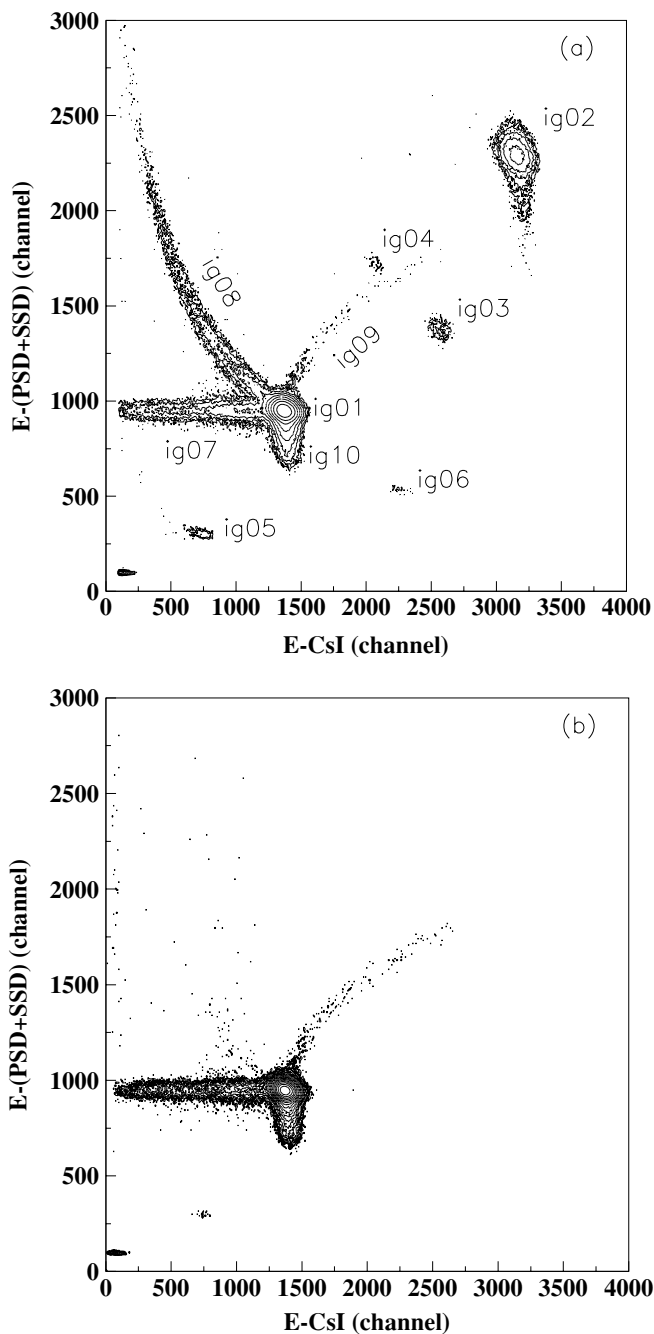 (a)
3000
2500
2000
1500
1000
500
0
E-(PSD+SSD) (channel)
ig02
ig04
ig08
ig03
ig09
ig01
ig07
ig10
ig06
ig05
0 500 1000 1500 2000 2500 3000 3500 4000
E-CsI (channel)
(b)
3000
2500
2000
1500
1000
500
0
E-(PSD+SSD) (channel)
0 500 1000 1500 2000 2500 3000 3500 4000
E-CsI (channel)